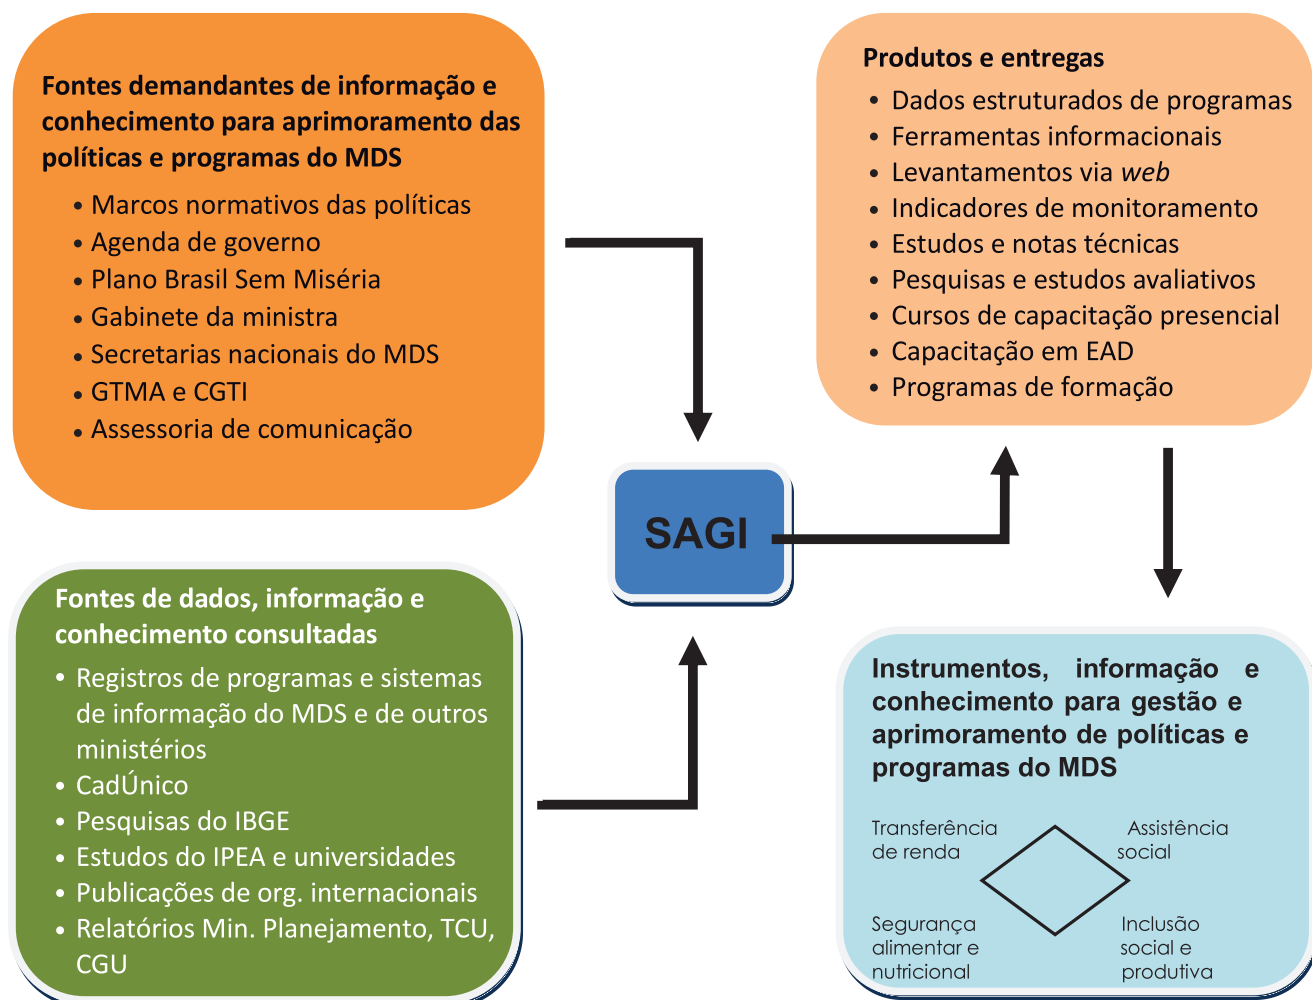 Fontes demandantes de informação e
conhecimento para aprimoramento das
políticas e programas do MDS
• Marcos normativos das políticas
• Agenda de governo
• Plano Brasil Sem Miséria
• Gabinete da ministra
• Secretarias nacionais do MDS
• GTMA e CGTI
• Assessoria de comunicação
Fontes de dados, informação e
conhecimento consultadas
• Registros de programas e sistemas
de informação do MDS e de outros
ministérios
• CadÚnico
• Pesquisas do IBGE
• Estudos do IPEA e universidades
• Publicações de org. internacionais
• Relatórios Min. Planejamento, TCU,
CGU
SAGI
Produtos e entregas
• Dados estruturados de programas
• Ferramentas informacionais
• Levantamentos via web
• Indicadores de monitoramento
• Estudos e notas técnicas
• Pesquisas e estudos avaliativos
• Cursos de capacitação presencial
• Capacitação em EAD
• Programas de formação
Instrumentos, informação e
conhecimento para gestão e
aprimoramento de políticas e
programas do MDS
Transferência
de renda
Assistência
social
Segurança
alimentar e
nutricional
Inclusão
social e
produtiva